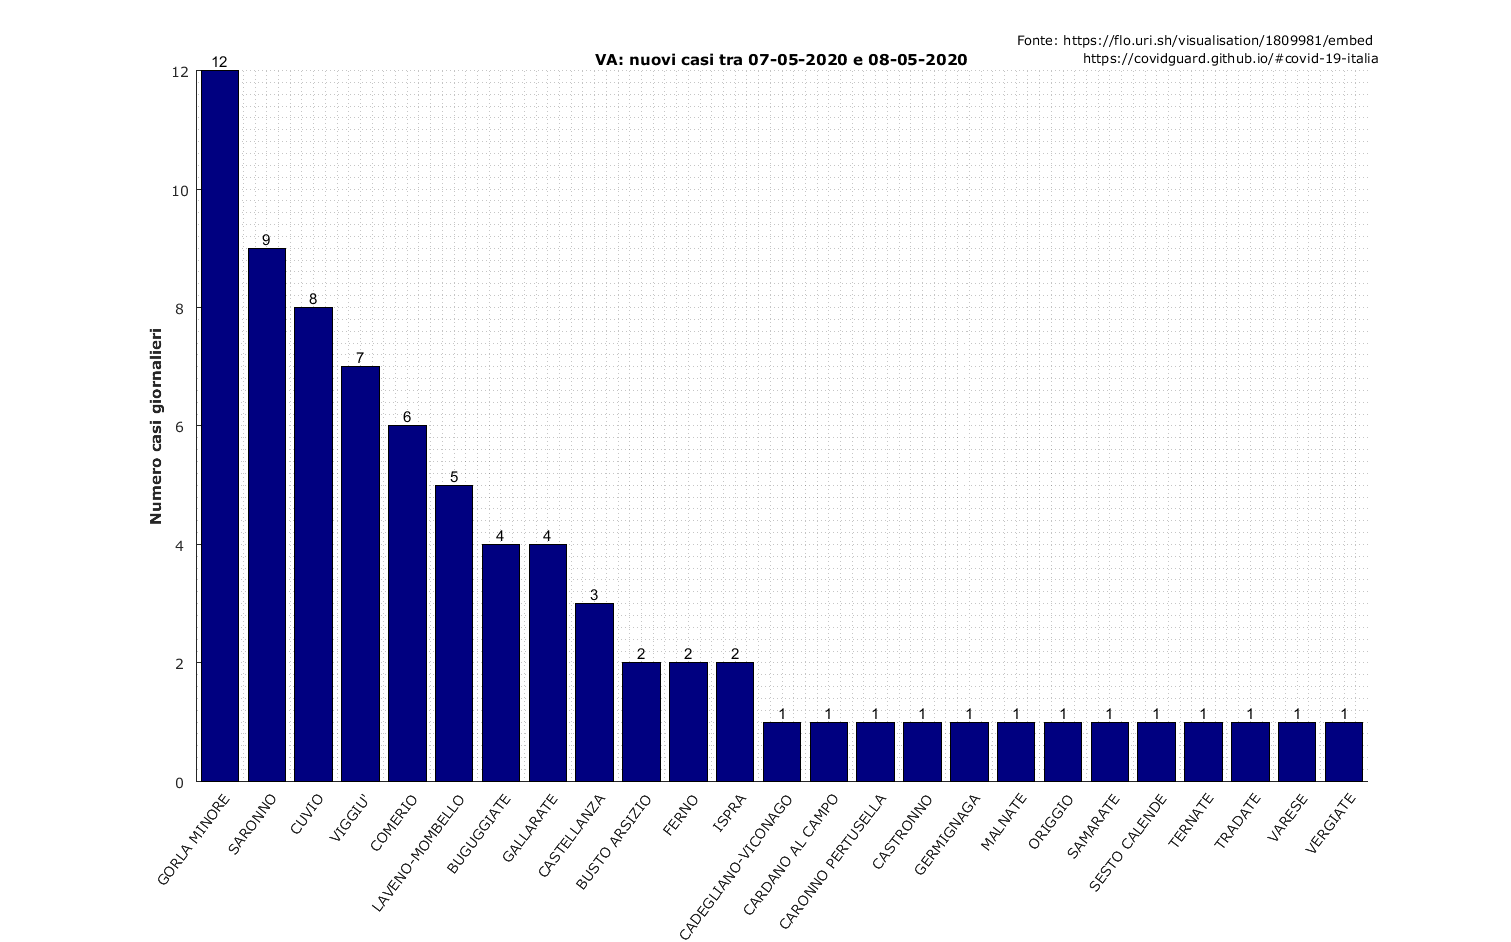 Fonte: https://flo.uri.sh/visualisation/1809981/embed
https://covidguard.github.io/#covid-19-italia
VA: nuovi casi tra 07-05-2020 e 08-05-2020
Numero casi giornalieri
12
10
8
6
4
2
0
12
9
8
7
6
5
4
4
3
2
2
2
1
1
1
1
1
1
1
1
1
1
1
1
1
GORLA MINORE
SARONNO
CUVIO
VIGGIU'
COMERIO
LAVENO-MOMBELLO
BUGUGGIATE
GALLARATE
CASTELLANZA
BUSTO ARSIZIO
FERNO
ISPRA
CADEGLIANO-VICONAGO
CARDANO AL CAMPO
CARONNO PERTUSELLA
CASTRONNO
GERMIGNAGA
MALNATE
ORIGGIO
SAMARATE
SESTO CALENDE
TERNATE
TRADATE
VARESE
VERGIATE